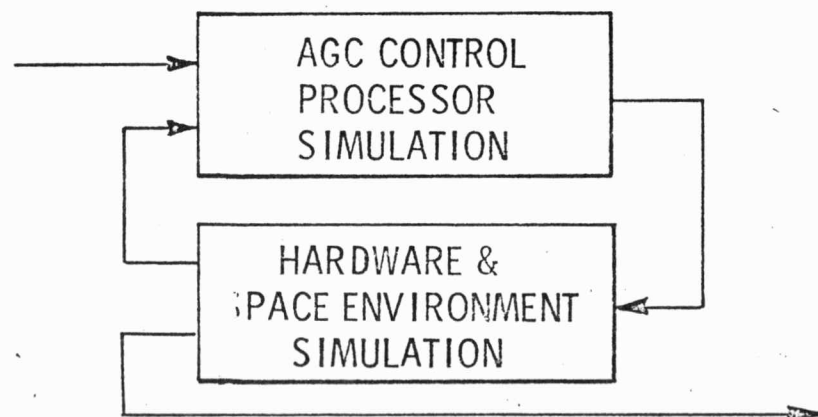 AGC CONTROL
PROCESSOR
SIMULATION
HARDWARE &
SPACE ENVIRONMENT
SIMULATION